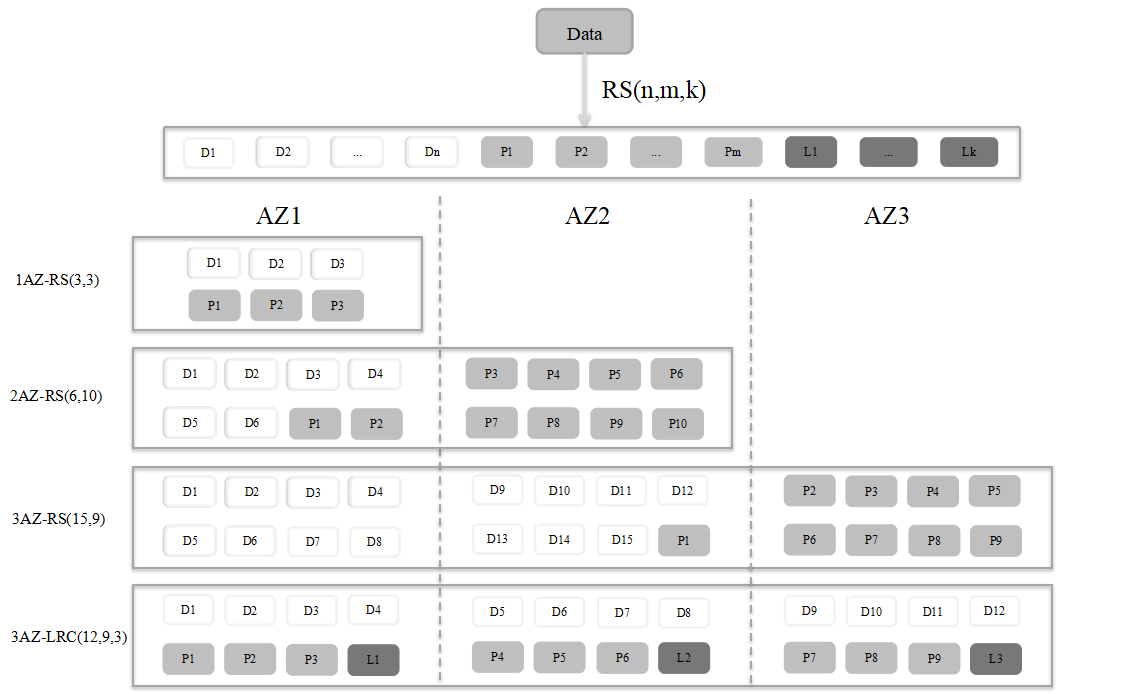 Data
RS(n,m,k)
D1 D2 ... Dn P1 P2 ... Pm L1 ... Lk
AZ1 AZ2 AZ3
1AZ-RS(3,3)
D1 D2 D3
P1 P2 P3
2AZ-RS(6,10)
D1 D2 D3 D4 P3 P4 P5 P6
D5 D6 P1 P2 P7 P8 P9 P10
3AZ-RS(15,9)
D1 D2 D3 D4 D9 D10 D11 D12 P2 P3 P4 P5
D5 D6 D7 D8 D13 D14 D15 P1 P6 P7 P8 P9
3AZ-LRC(12,9,3)
D1 D2 D3 D4 D5 D6 D7 D8 D9 D10 D11 D12
P1 P2 P3 L1 P4 P5 P6 L2 P7 P8 P9 L3